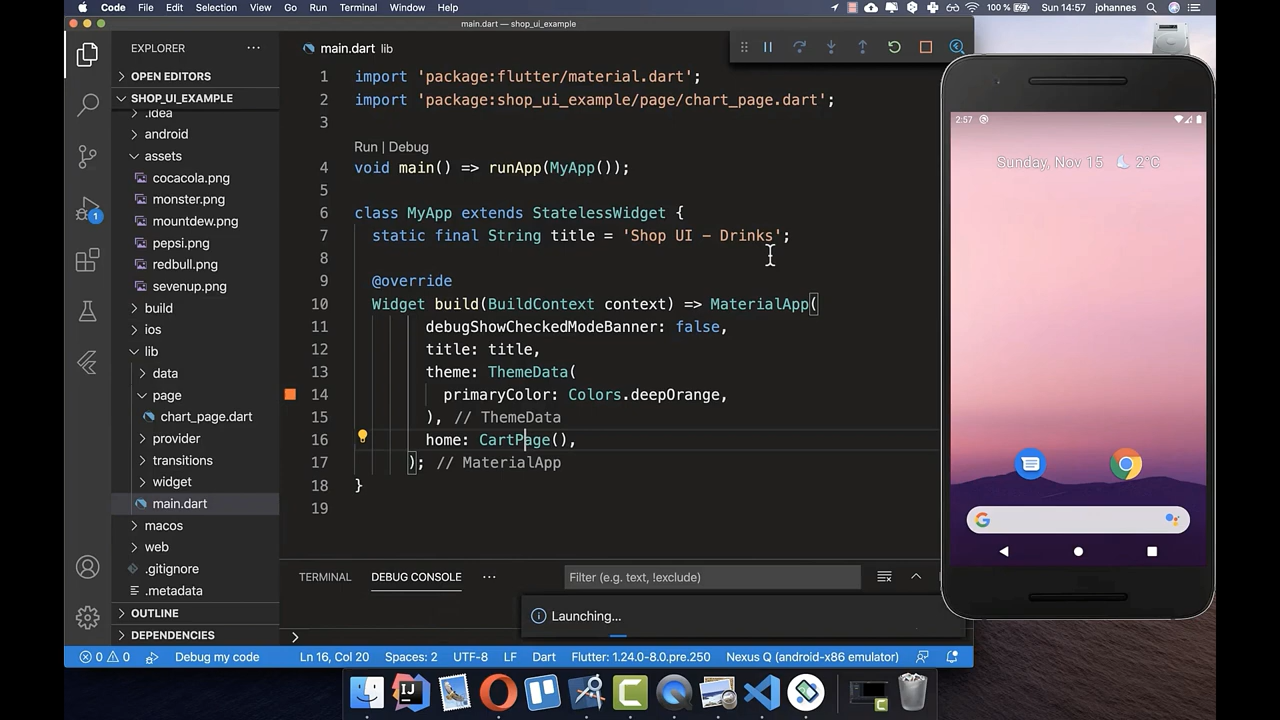 Code File Edit Selection View Go Run Terminal Window Help 100 % Sun 14:57 johannes
main.dart — shop_ui_example
EXPLORER
OPEN EDITORS
SHOP_UI_EXAMPLE
.idea
android
assets
cocacola.png
monster.png
mountdew.png
pepsi.png
redbull.png
sevenup.png
build
ios
lib
data
page
chart_page.dart
provider
transitions
widget
main.dart
macos
web
.gitignore
.metadata
OUTLINE
DEPENDENCIES
1
main.dart lib
1 import 'package:flutter/material.dart';
2 import 'package:shop_ui_example/page/chart_page.dart';
3
Run | Debug
4 void main() => runApp(MyApp());
5
6 class MyApp extends StatelessWidget {
7 static final String title = 'Shop UI - Drinks';
8
9 @override
10 Widget build(BuildContext context) => MaterialApp(
11 debugShowCheckedModeBanner: false,
12 title: title,
13 theme: ThemeData(
14 primaryColor: Colors.deepOrange,
15 ), // ThemeData
16 home: CartPage(),
17 ); // MaterialApp
18 }
19
TERMINAL DEBUG CONSOLE Filter (e.g. text, !exclude)
Launching...
0 0 Debug my code Ln 16, Col 20 Spaces: 2 UTF-8 LF Dart Flutter: 1.24.0-8.0.pre.250 Nexus Q (android-x86 emulator)
2:57
Sunday, Nov 15 2°C